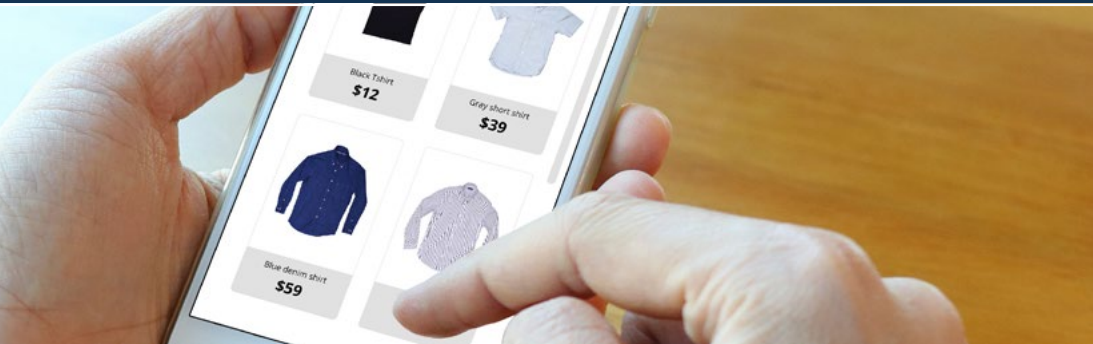 Black Tshirt
$12
Gray short shirt
$39
Blue denim shirt
$59